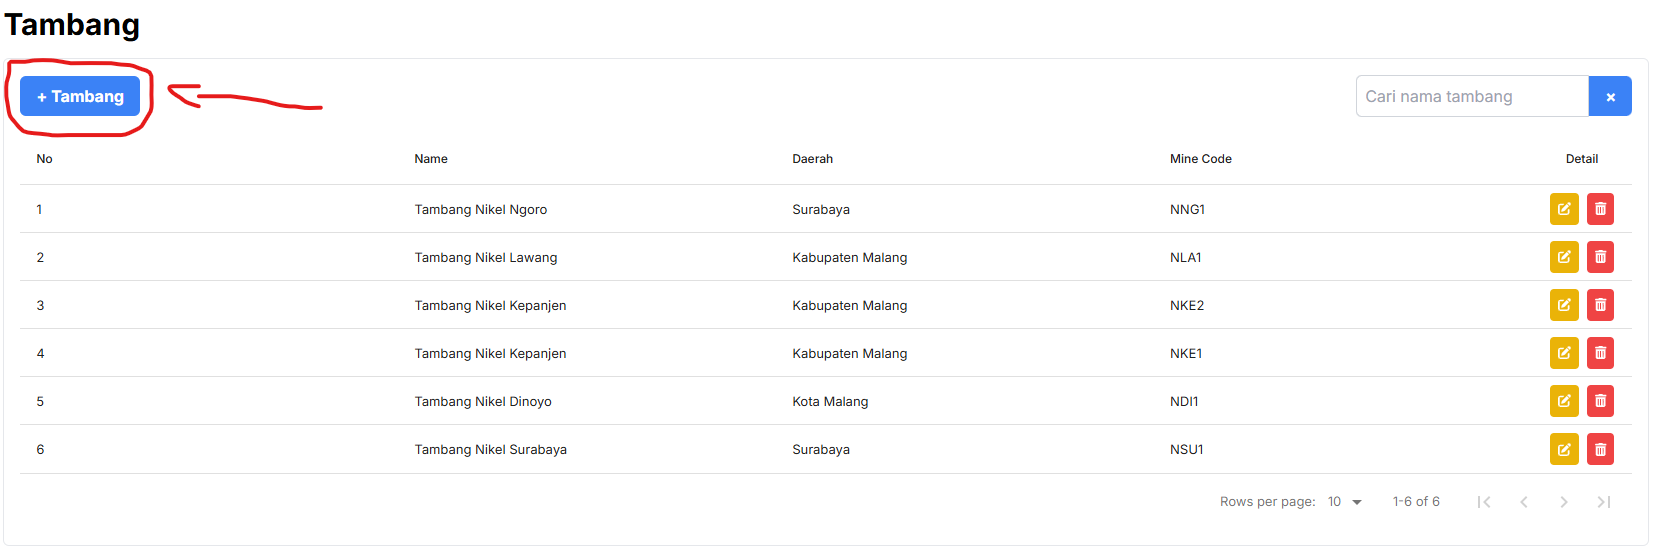 Tambang
+ Tambang
Cari nama tambang ×
No Name Daerah Mine Code Detail
1 Tambang Nikel Ngoro Surabaya NNG1
2 Tambang Nikel Lawang Kabupaten Malang NLA1
3 Tambang Nikel Kepanjen Kabupaten Malang NKE2
4 Tambang Nikel Kepanjen Kabupaten Malang NKE1
5 Tambang Nikel Dinoyo Kota Malang NDI1
6 Tambang Nikel Surabaya Surabaya NSU1
Rows per page: 10 1-6 of 6